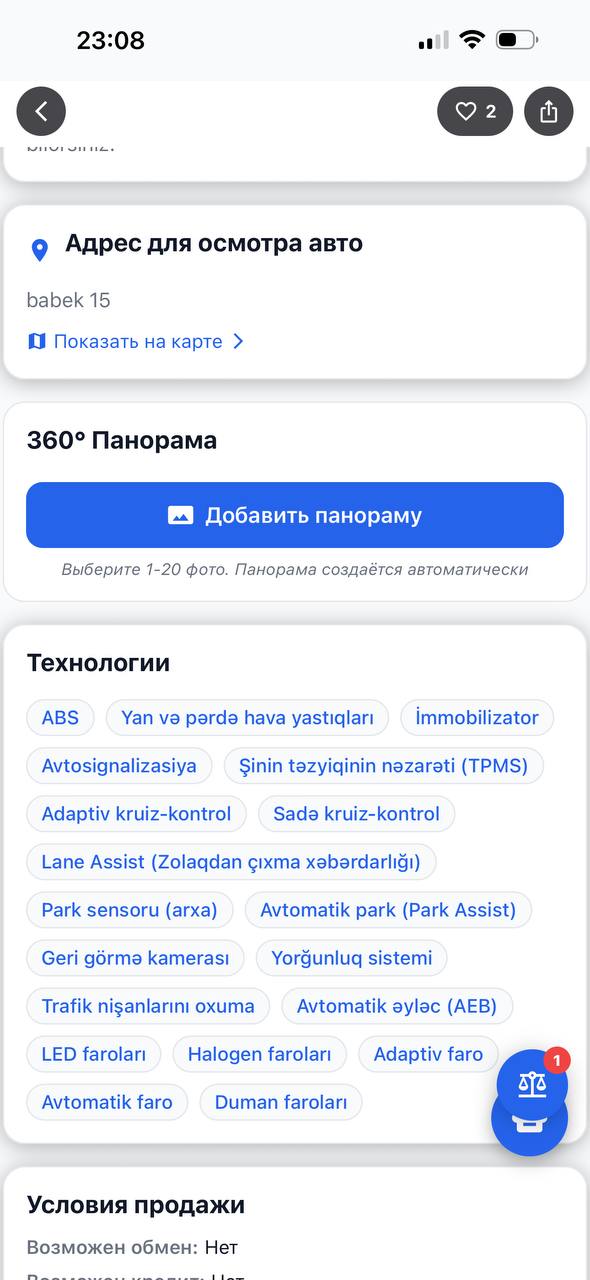 23:08
2
bilərsiniz.
Адрес для осмотра авто
babek 15
Показать на карте
360° Панорама
Добавить панораму
Выберите 1-20 фото. Панорама создаётся автоматически
Технологии
ABS Yan və pərdə hava yastıqları İmmobilizator
Avtosignalizasiya Şinin təzyiqinin nəzarəti (TPMS)
Adaptiv kruiz-kontrol Sadə kruiz-kontrol
Lane Assist (Zolaqdan çıxma xəbərdarlığı)
Park sensoru (arxa) Avtomatik park (Park Assist)
Geri görmə kamerası Yorğunluq sistemi
Trafik nişanlarını oxuma Avtomatik əyləc (AEB)
LED faroları Halogen faroları Adaptiv faro
1
Avtomatik faro Duman faroları
Условия продажи
Возможен обмен: Нет
Возможен кредит: Нет